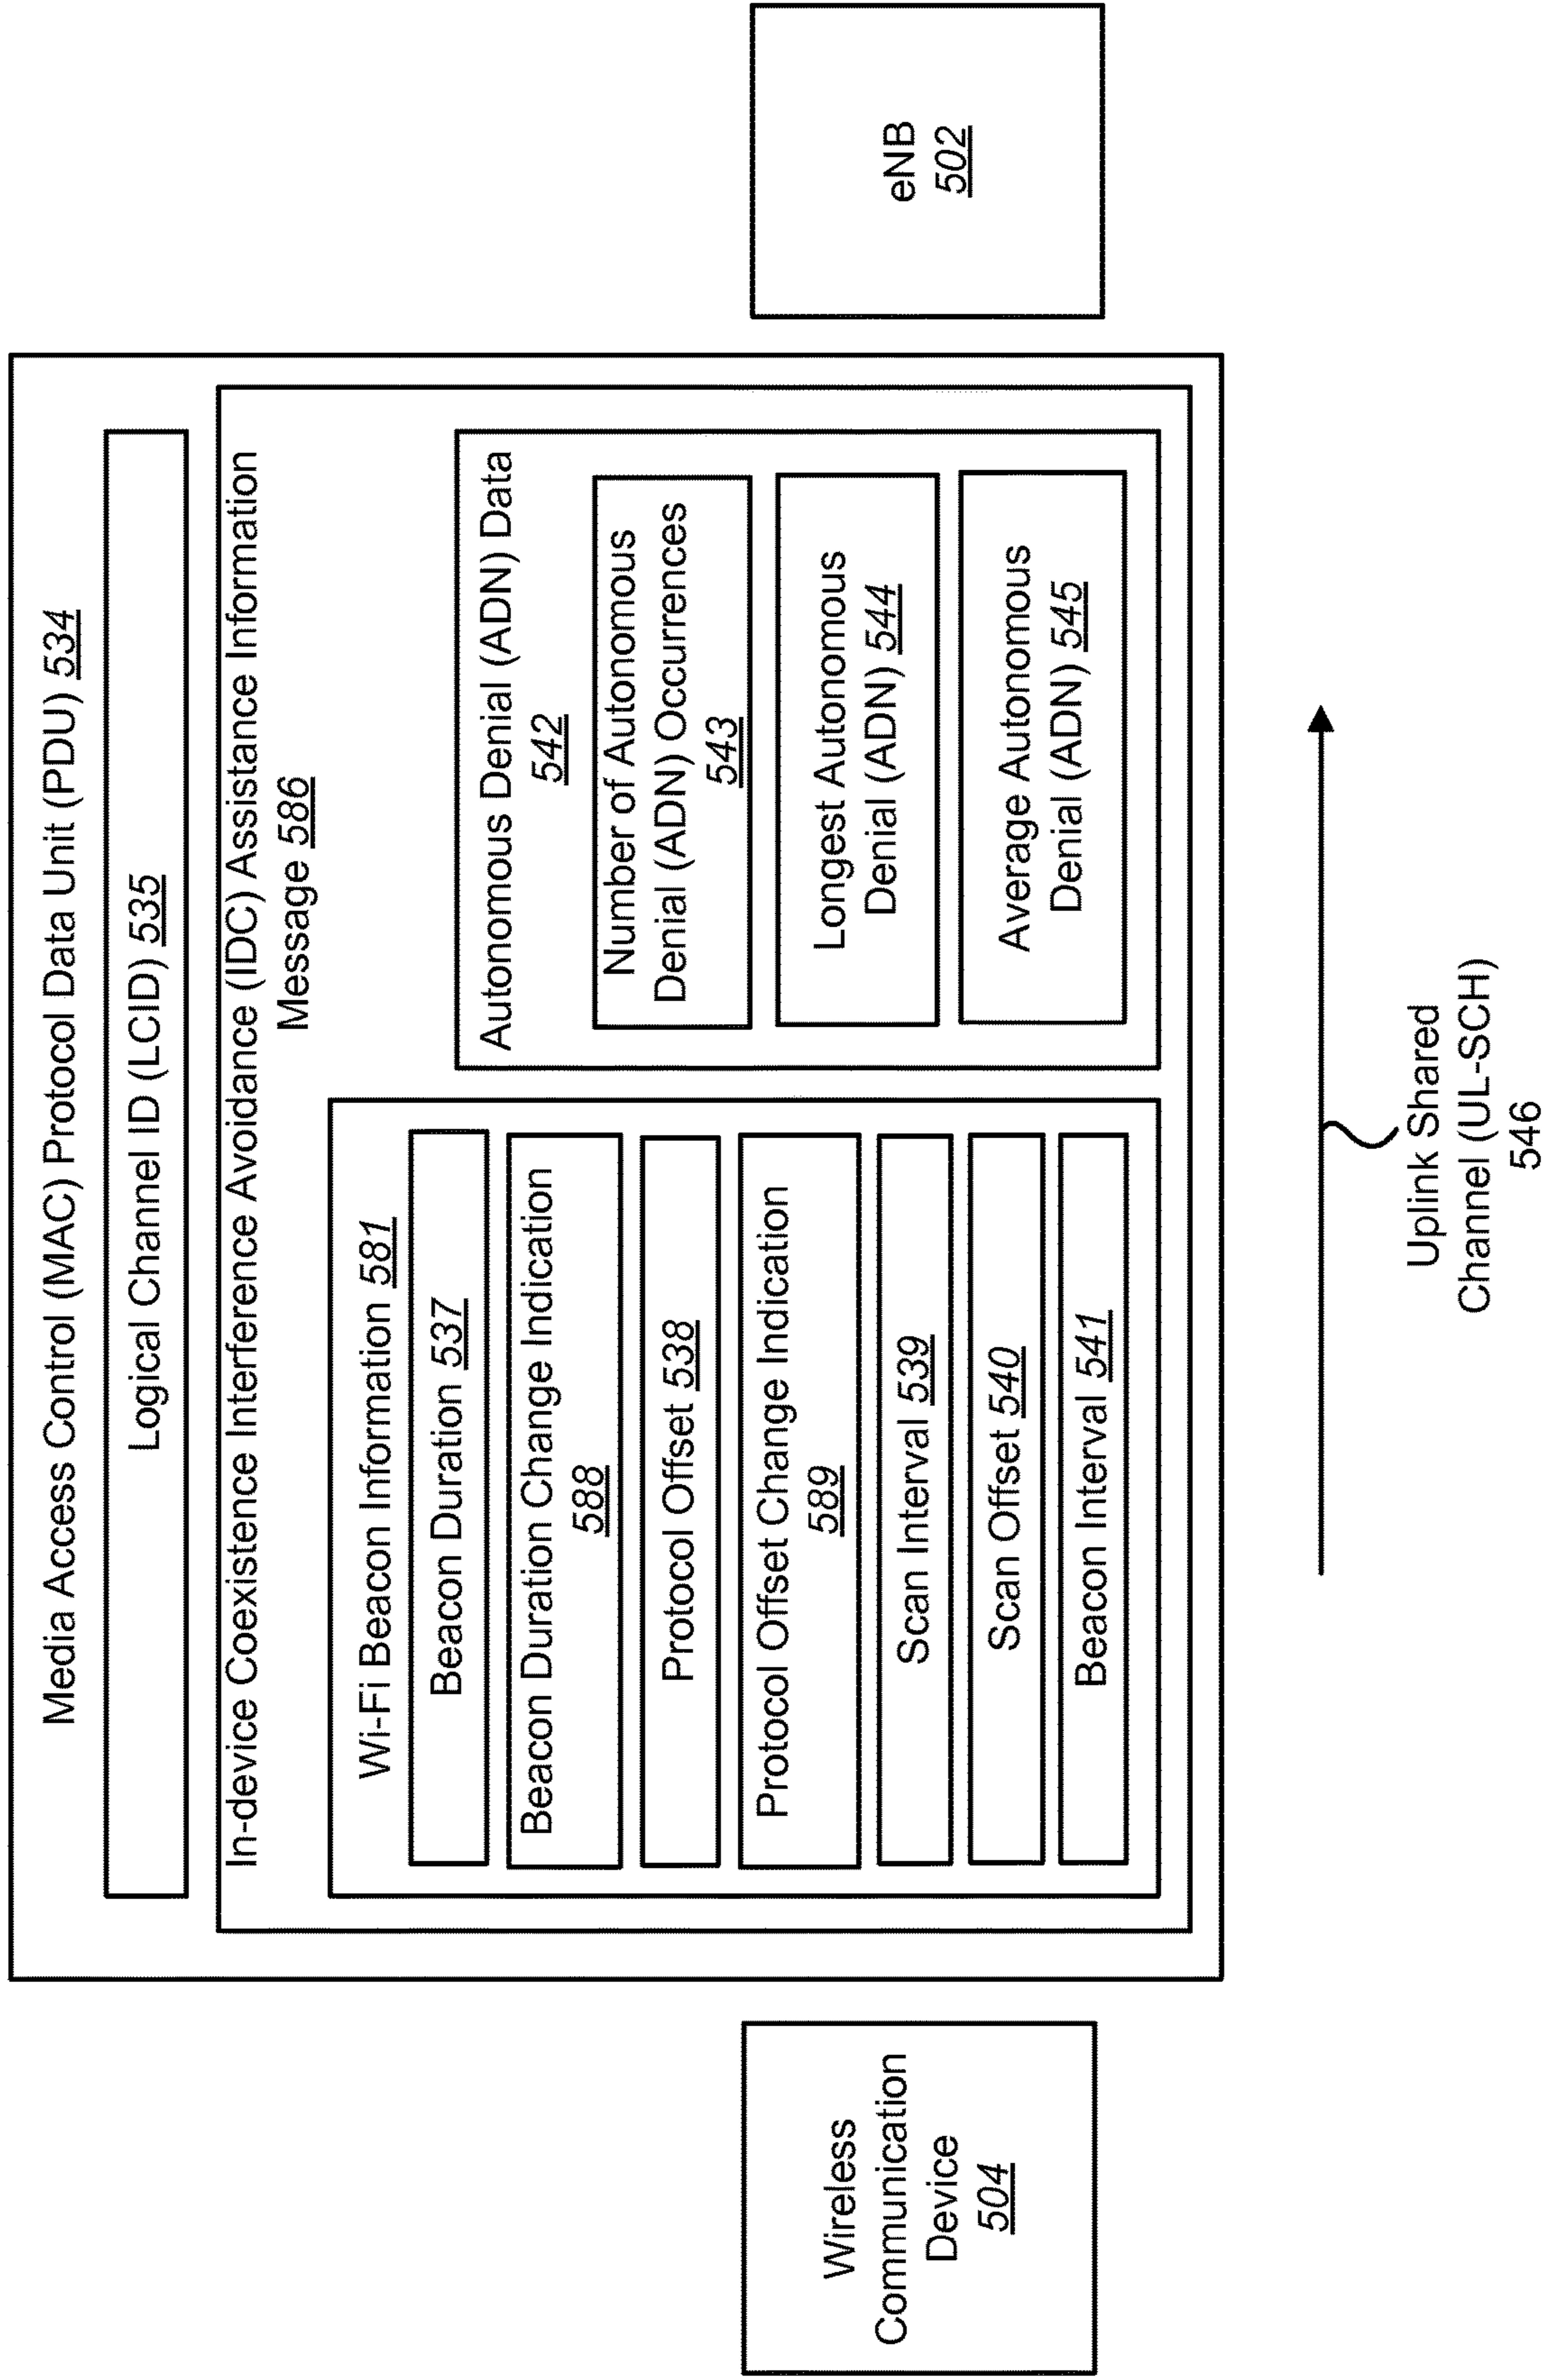 Media Access Control (MAC) Protocol Data Unit (PDU) 534
Logical Channel ID (LCID) 535
In-device Coexistence Interference Avoidance (IDC) Assistance Information
Message 586
Wi-Fi Beacon Information 581
Beacon Duration 537
Beacon Duration Change Indication
588
Protocol Offset 538
Protocol Offset Change Indication
589
Scan Interval 539
Scan Offset 540
Beacon Interval 541
Autonomous Denial (ADN) Data
542
Number of Autonomous
Denial (ADN) Occurrences
543
Longest Autonomous
Denial (ADN) 544
Average Autonomous
Denial (ADN) 545
Wireless
Communication
Device
504
eNB
502
Uplink Shared
Channel (UL-SCH)
546